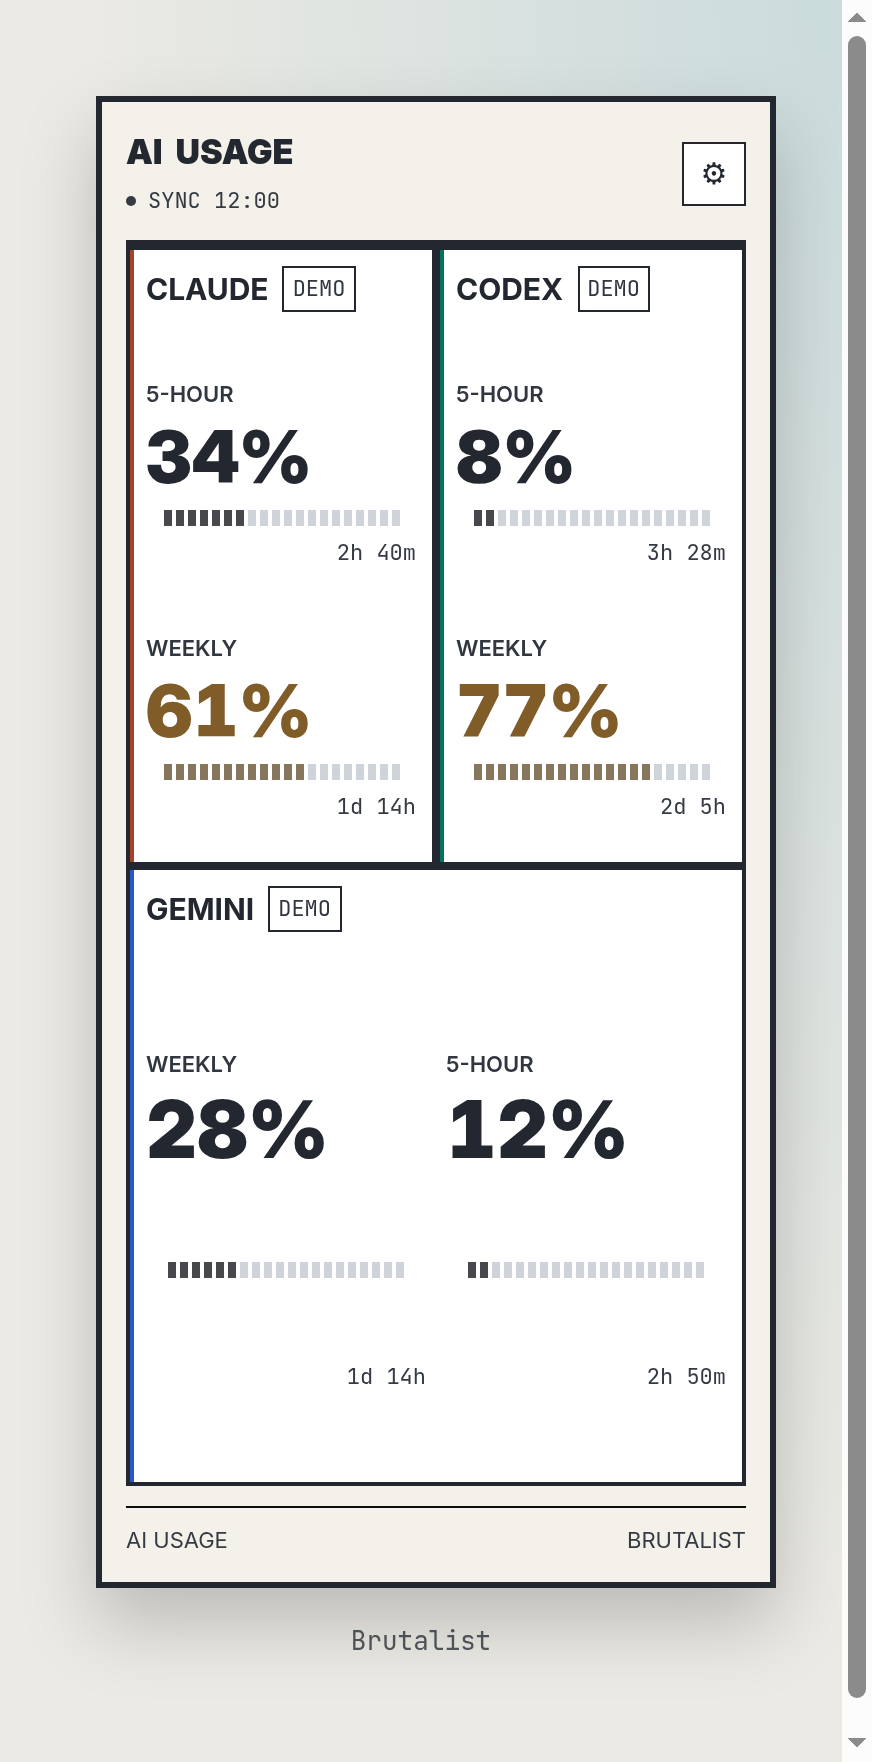 AI USAGE
SYNC 12:00
CLAUDE DEMO
5-HOUR
34%
2h 40m
WEEKLY
61%
1d 14h
CODEX DEMO
5-HOUR
8%
3h 28m
WEEKLY
77%
2d 5h
GEMINI DEMO
WEEKLY
28%
1d 14h
5-HOUR
12%
2h 50m
AI USAGE
BRUTALIST
Brutalist